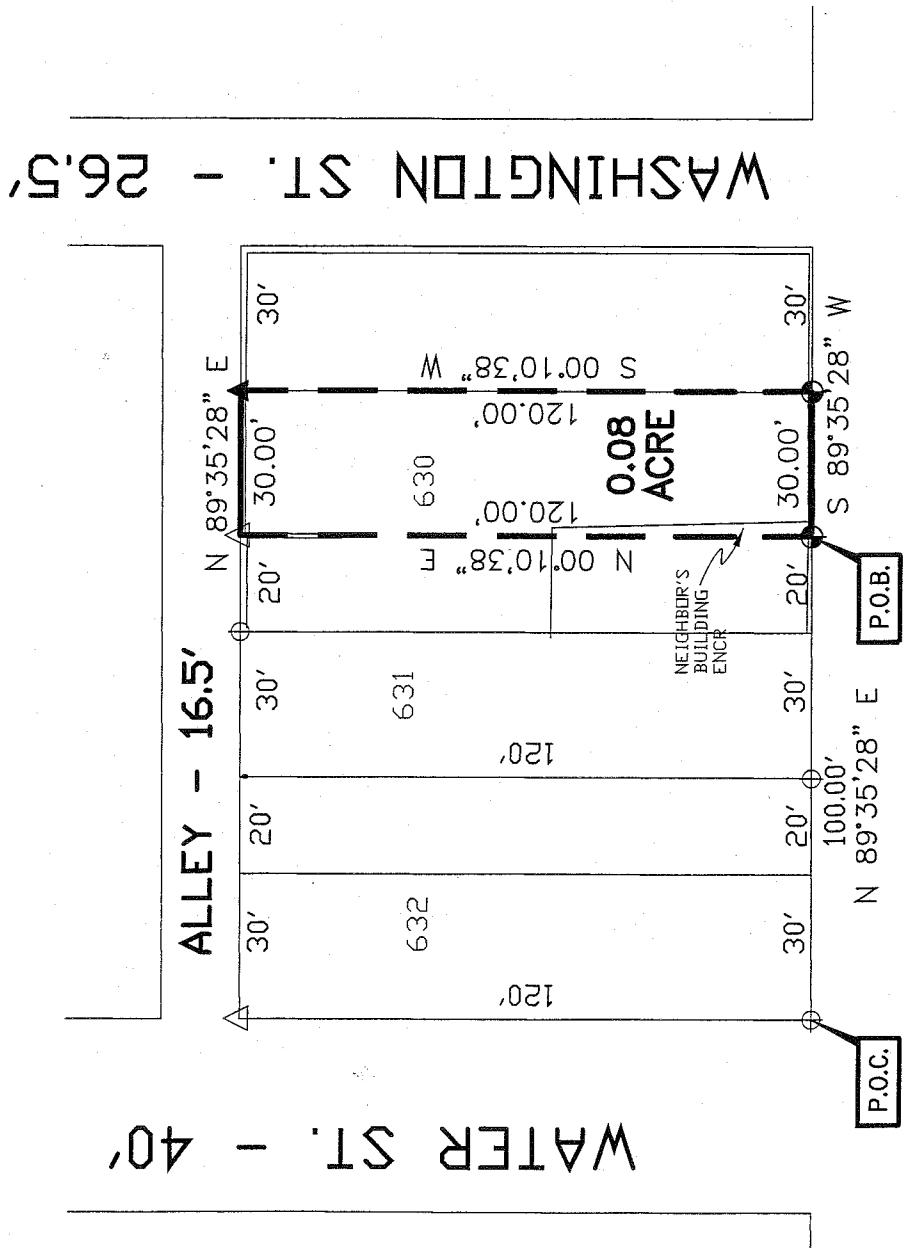 WASHINGTON ST. - 26.5'
N 89°35'28" E
30'
30.00'
20'
S 00°10'38" W
120.00'
630
0.08
ACRE
120.00'
N 00°10'38" E
30'
30.00'
S 89°35'28" W
NEIGHBOR'S
BUILIDING
ENCR
20'
P.O.B.
ALLEY - 16.5'
30'
631
120'
30'
20'
20'
100.00'
N 89°35'28" E
30'
632
120'
30'
P.O.C.
WATER ST. - 40'